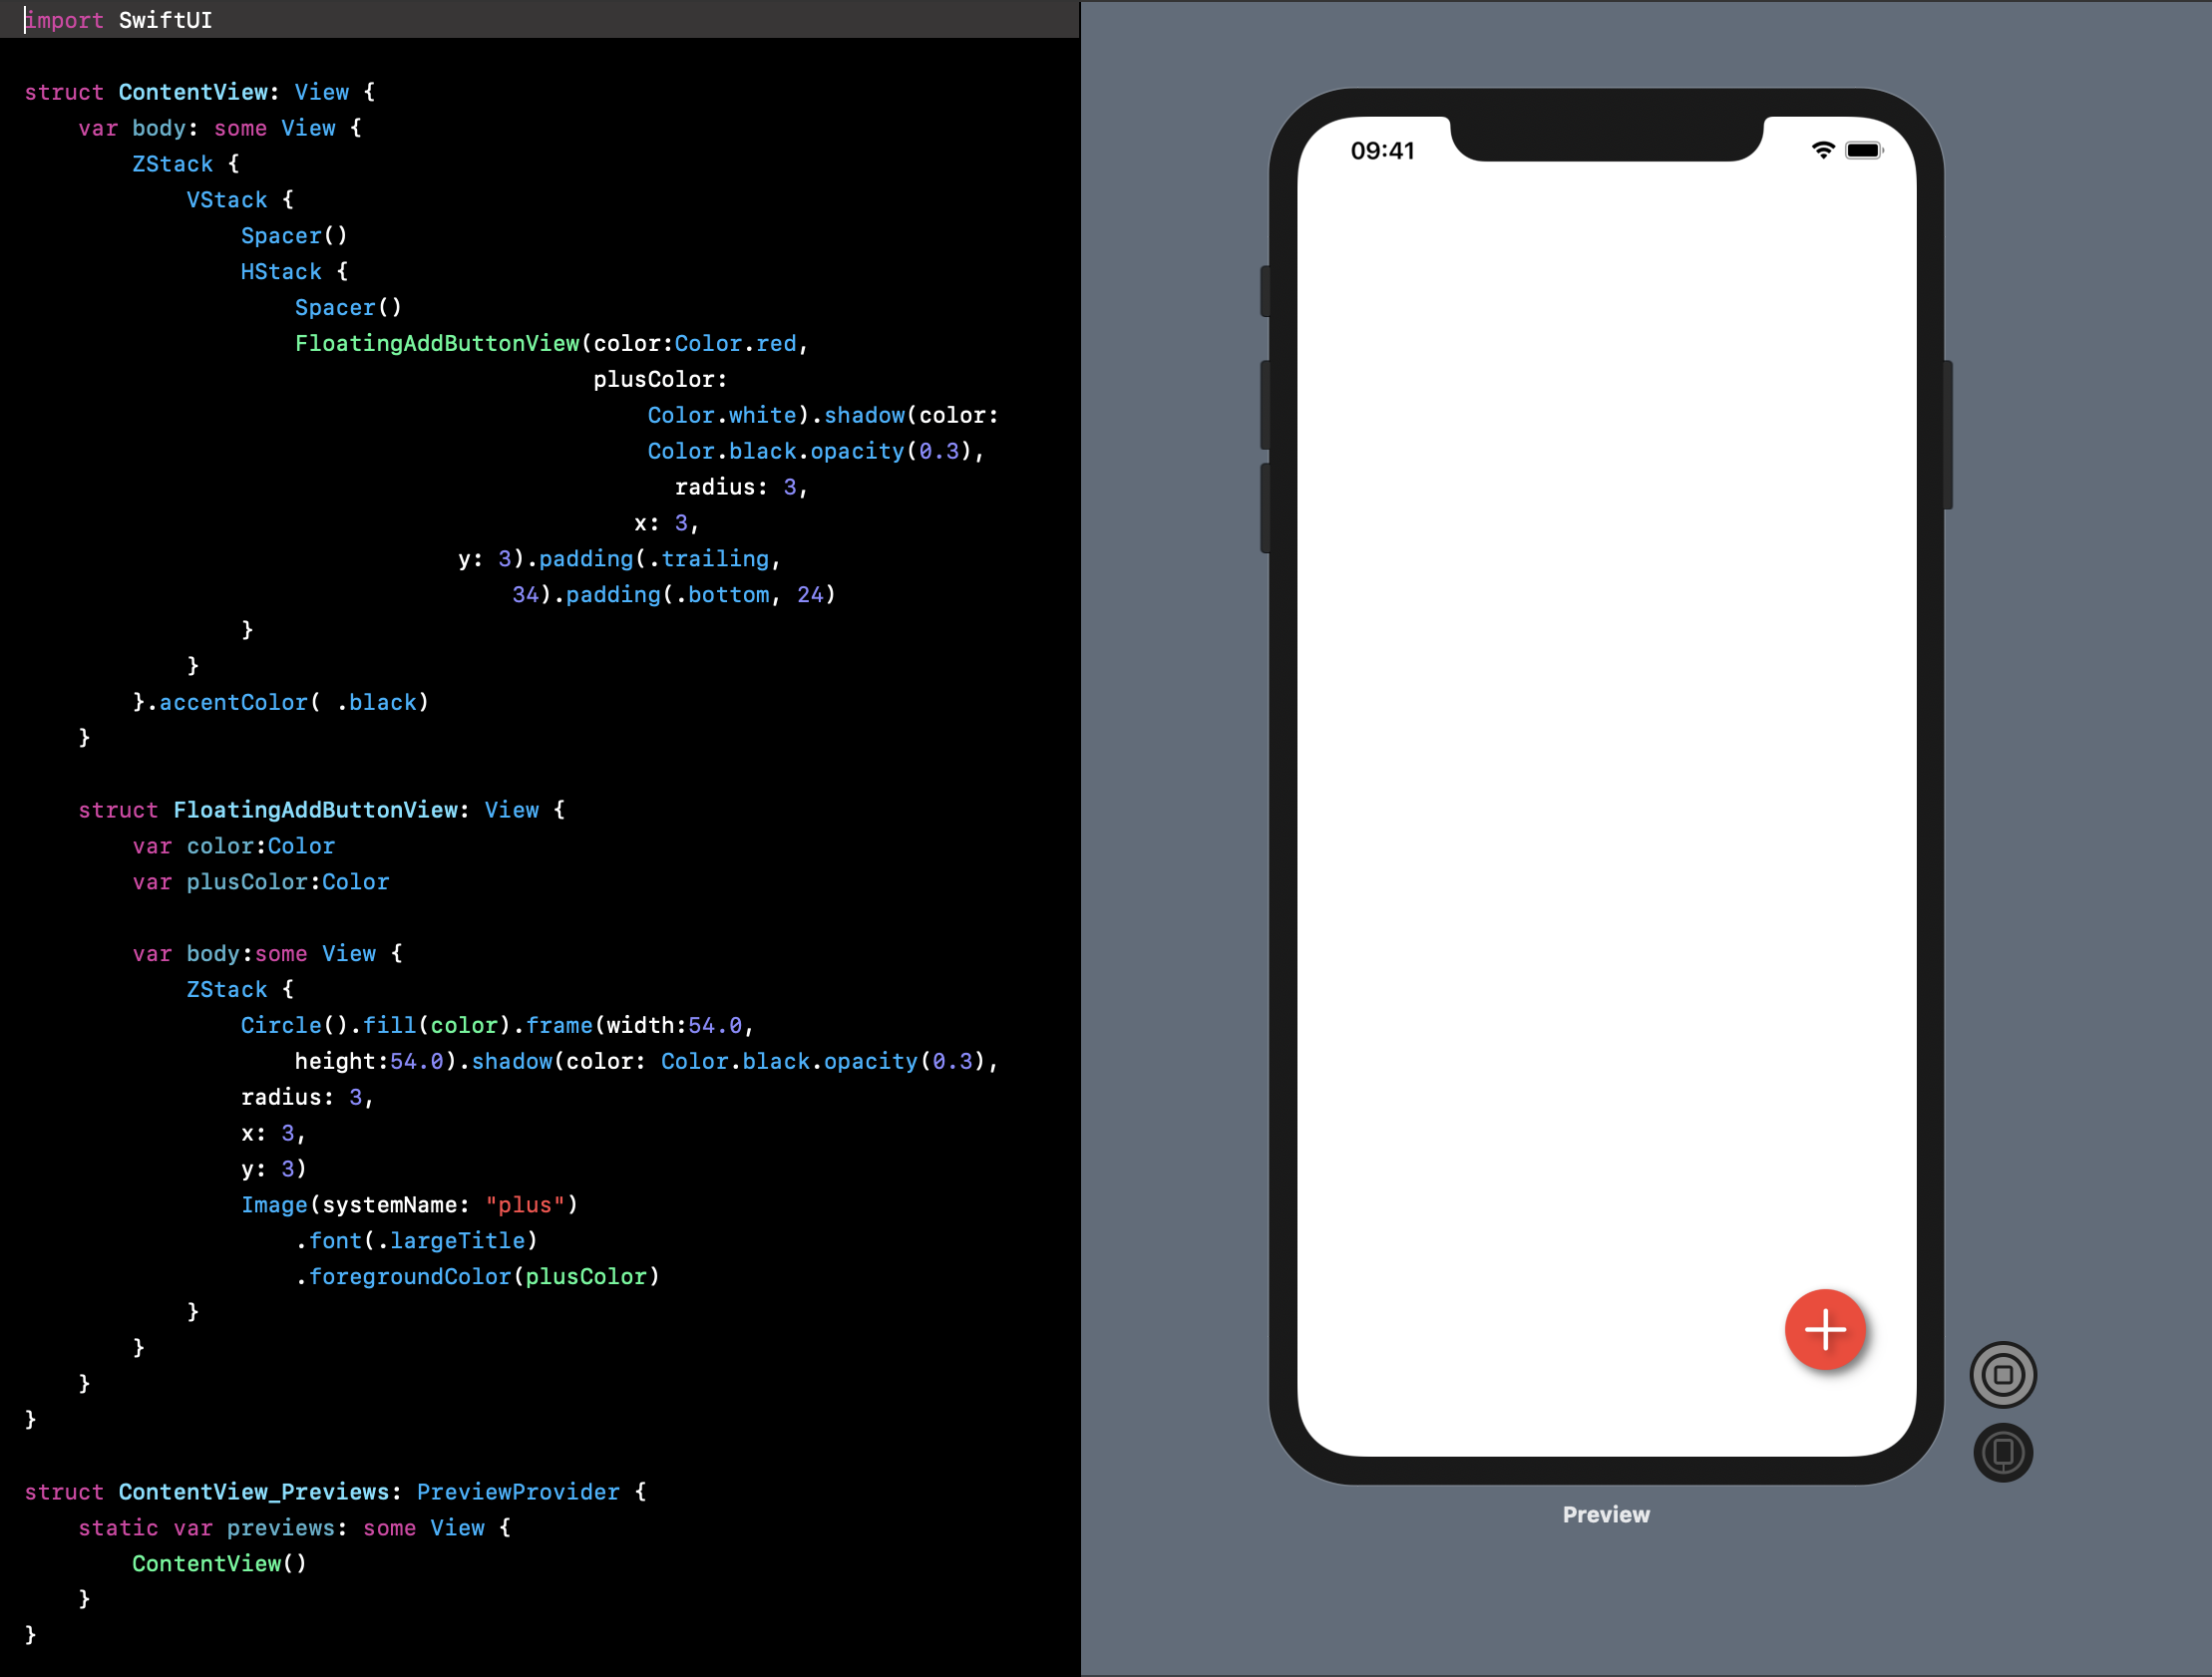 import SwiftUI
struct ContentView: View {
var body: some View {
ZStack {
VStack {
Spacer()
HStack {
Spacer()
FloatingAddButtonView(color:Color.red,
plusColor:
Color.white).shadow(color:
Color.black.opacity(0.3),
radius: 3,
x: 3,
y: 3).padding(.trailing,
34).padding(.bottom, 24)
}
}
}.accentColor( .black)
}
struct FloatingAddButtonView: View {
var color:Color
var plusColor:Color
var body:some View {
ZStack {
Circle().fill(color).frame(width:54.0,
height:54.0).shadow(color: Color.black.opacity(0.3),
radius: 3,
x: 3,
y: 3)
Image(systemName: "plus")
.font(.largeTitle)
.foregroundColor(plusColor)
}
}
}
}
struct ContentView_Previews: PreviewProvider {
static var previews: some View {
ContentView()
}
}
09:41
Preview